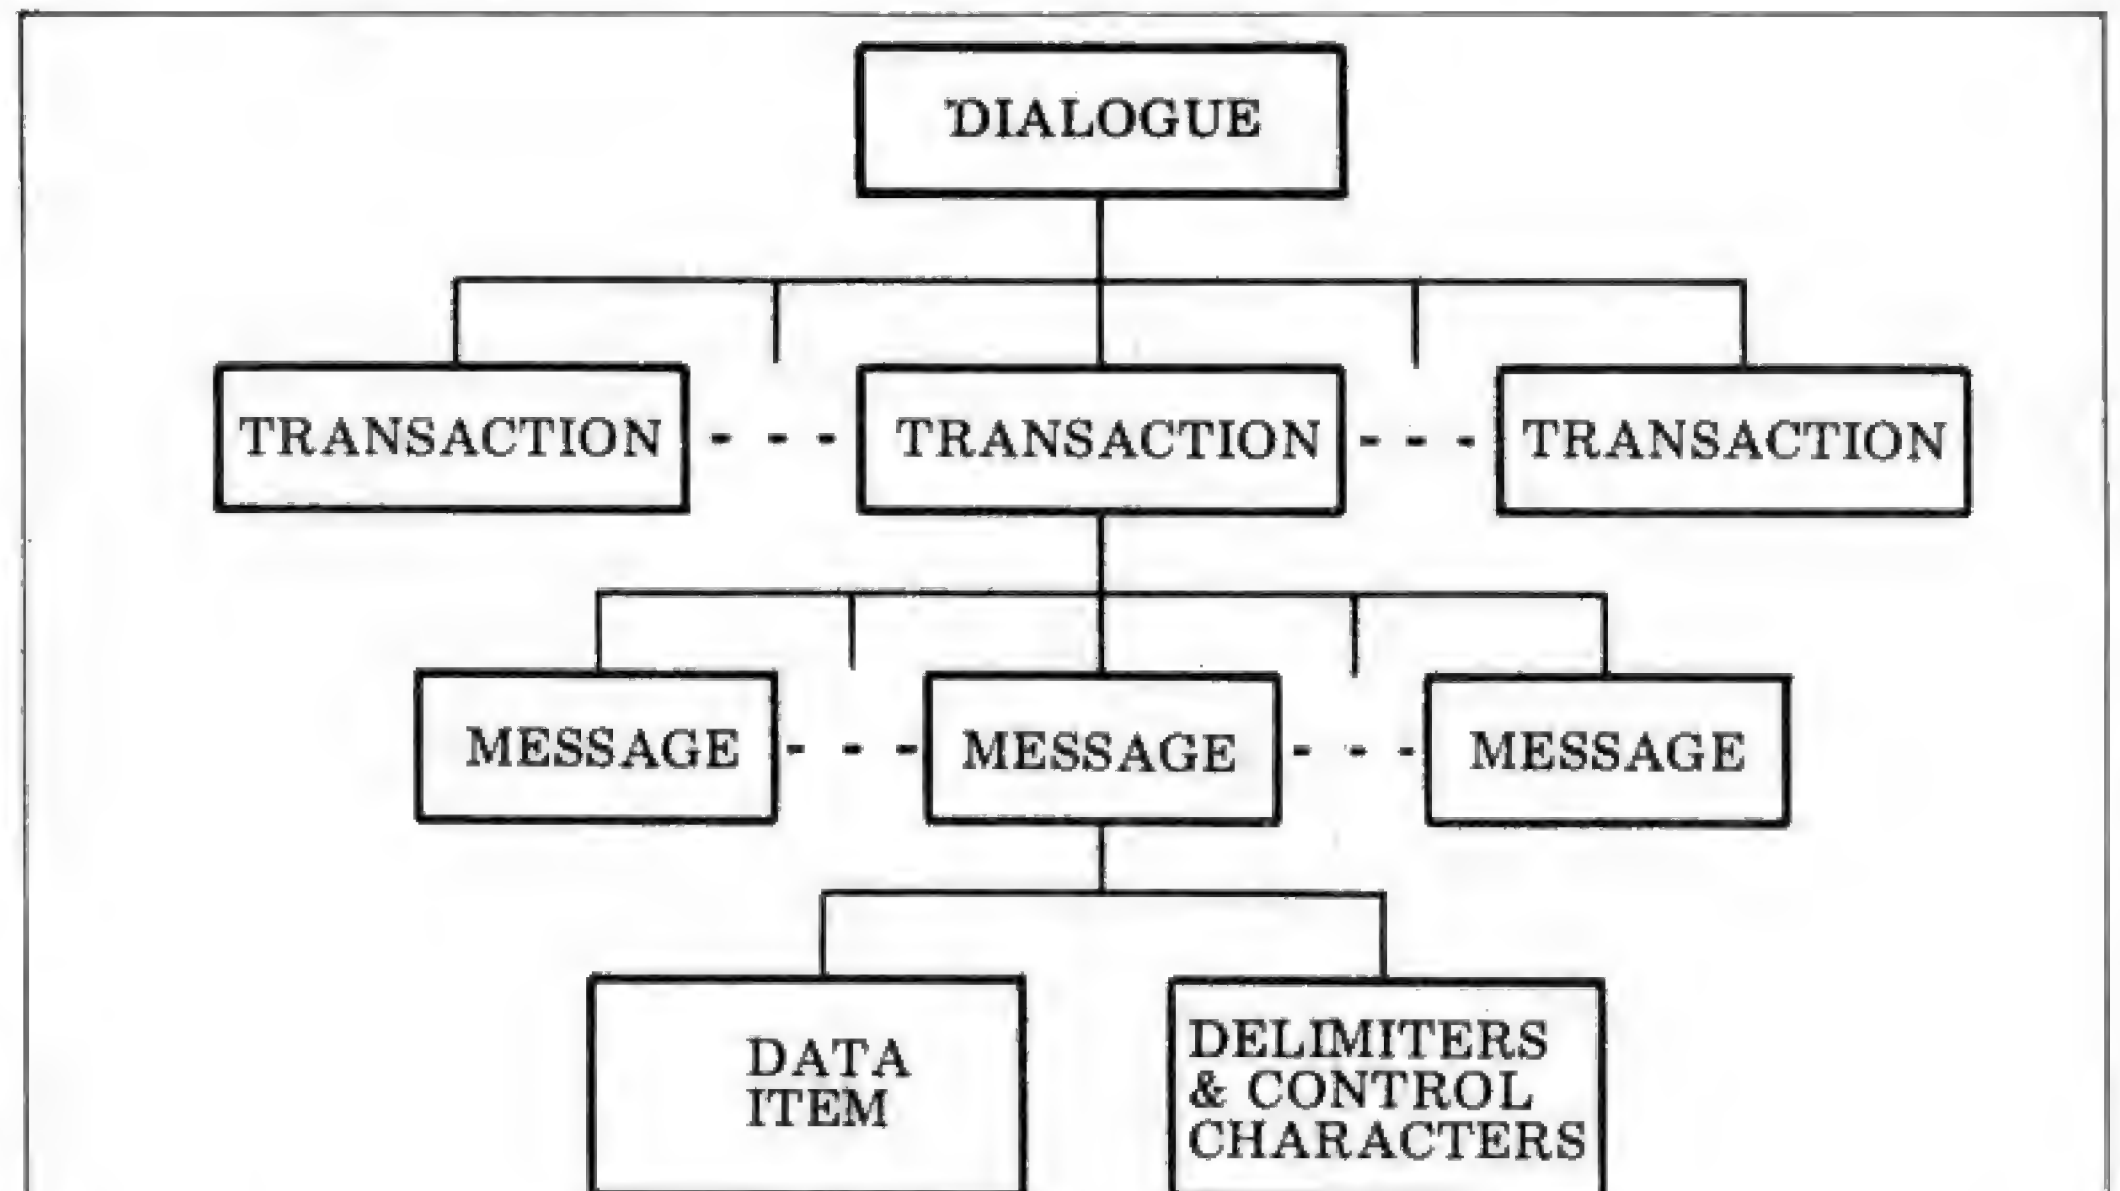 DIALOGUE
TRANSACTION - - - TRANSACTION - - - TRANSACTION
MESSAGE - - - MESSAGE - - - MESSAGE
DATA
ITEM
DELIMITERS
& CONTROL
CHARACTERS